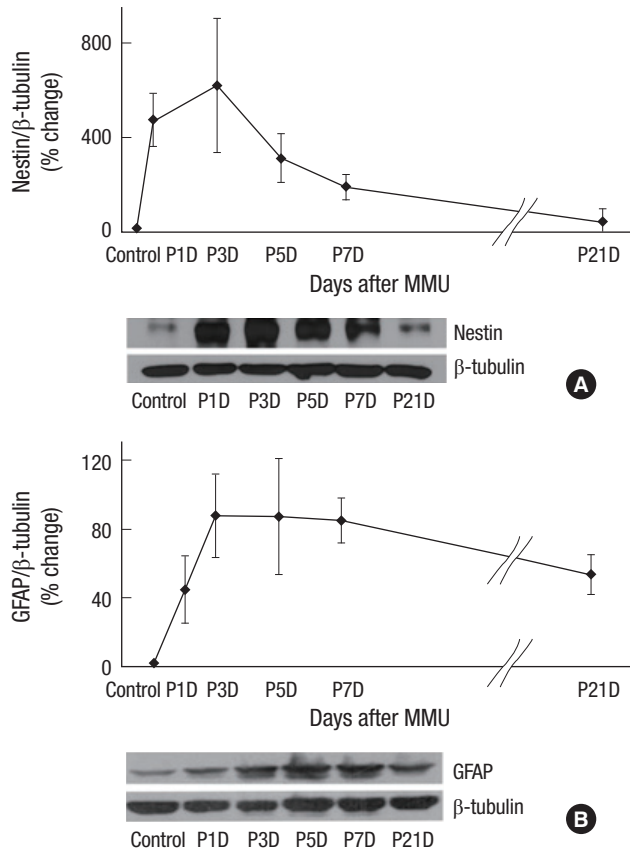 800
400
0
Nestin/β-tubulin
(% change)
Control P1D P3D P5D P7D P21D
Days after MMU
Nestin
β-tubulin
Control P1D P3D P5D P7D P21D
A
120
80
40
0
GFAP/β-tubulin
(% change)
Control P1D P3D P5D P7D P21D
Days after MMU
GFAP
β-tubulin
Control P1D P3D P5D P7D P21D
B